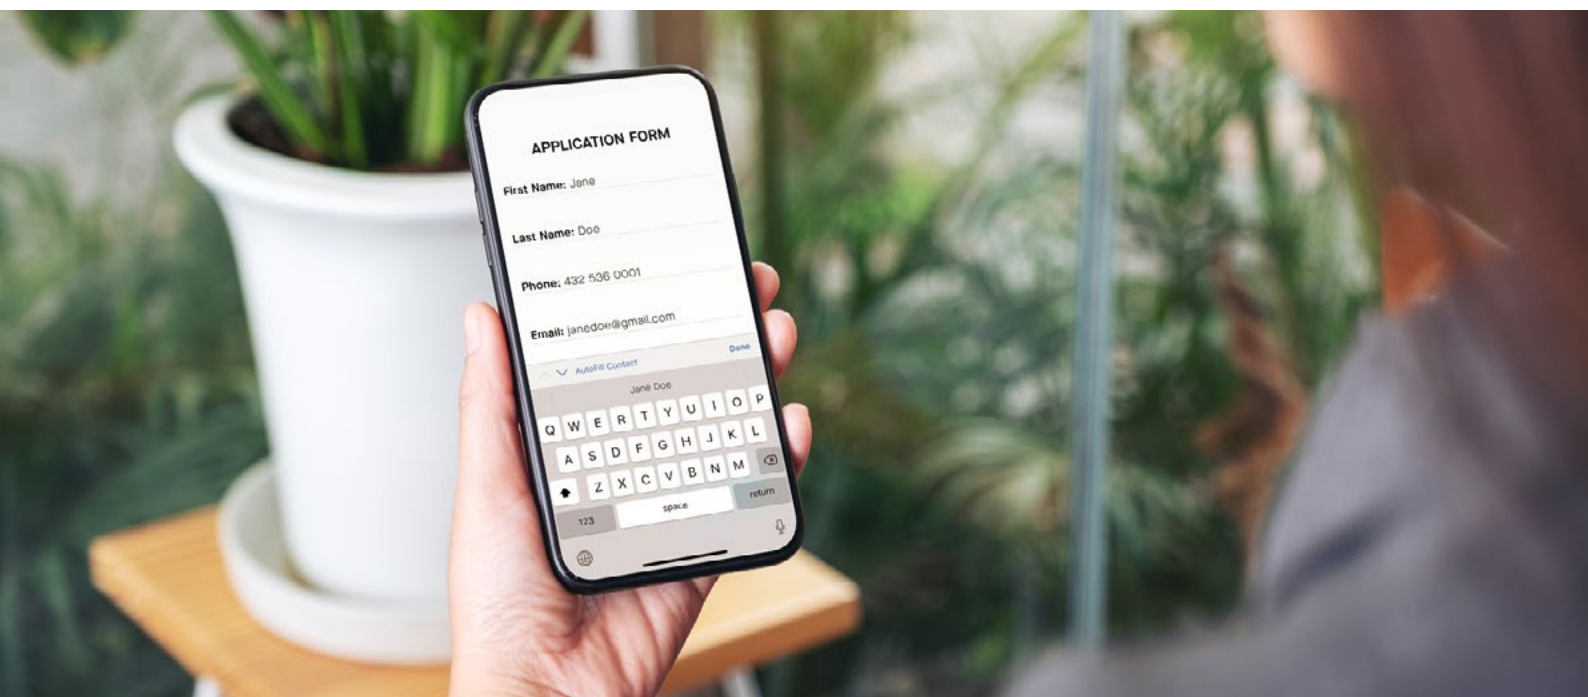 APPLICATION FORM
First Name: Jane
Last Name: Doe
Phone: 432 536 0001
Email: janedoe@gmail.com
AutoFill Contact Done
Jane Doe
Q W E R T Y U I O P
A S D F G H J K L
Z X C V B N M
123 space return